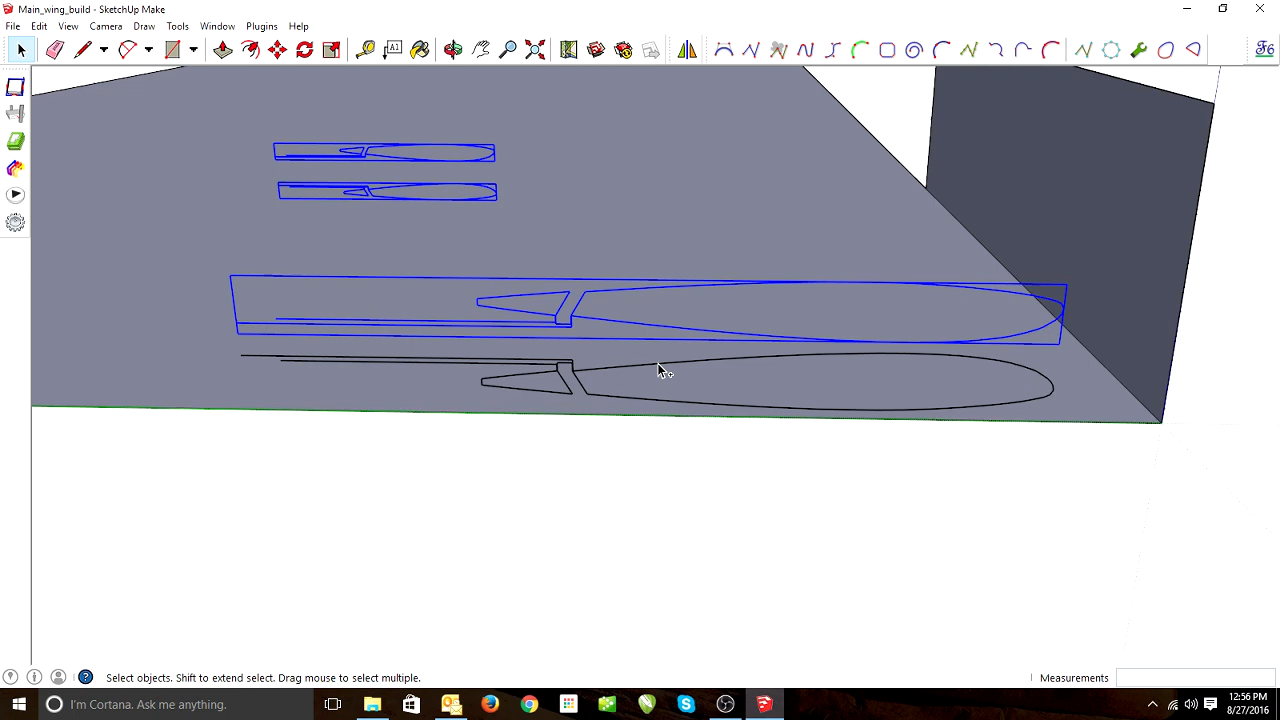 Main_wing_build - SketchUp Make
File Edit View Camera Draw Tools Window Plugins Help
A1
Select objects. Shift to extend select. Drag mouse to select multiple.
Measurements
I'm Cortana. Ask me anything.
12:56 PM
8/27/2016